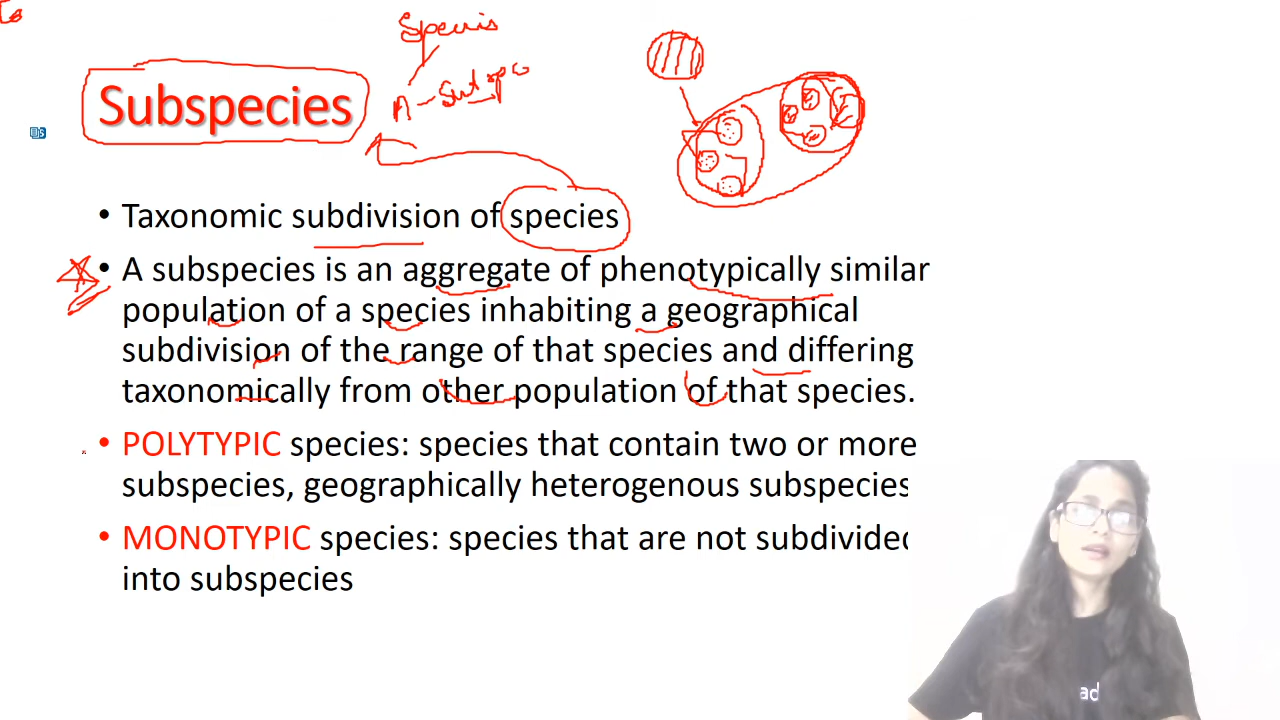 Species
A - Subspe
Subspecies
• Taxonomic subdivision of species
• A subspecies is an aggregate of phenotypically similar
population of a species inhabiting a geographical
subdivision of the range of that species and differing
taxonomically from other population of that species.
• POLYTYPIC species: species that contain two or more
subspecies, geographically heterogenous subspecies
• MONOTYPIC species: species that are not subdivided
into subspecies
ad